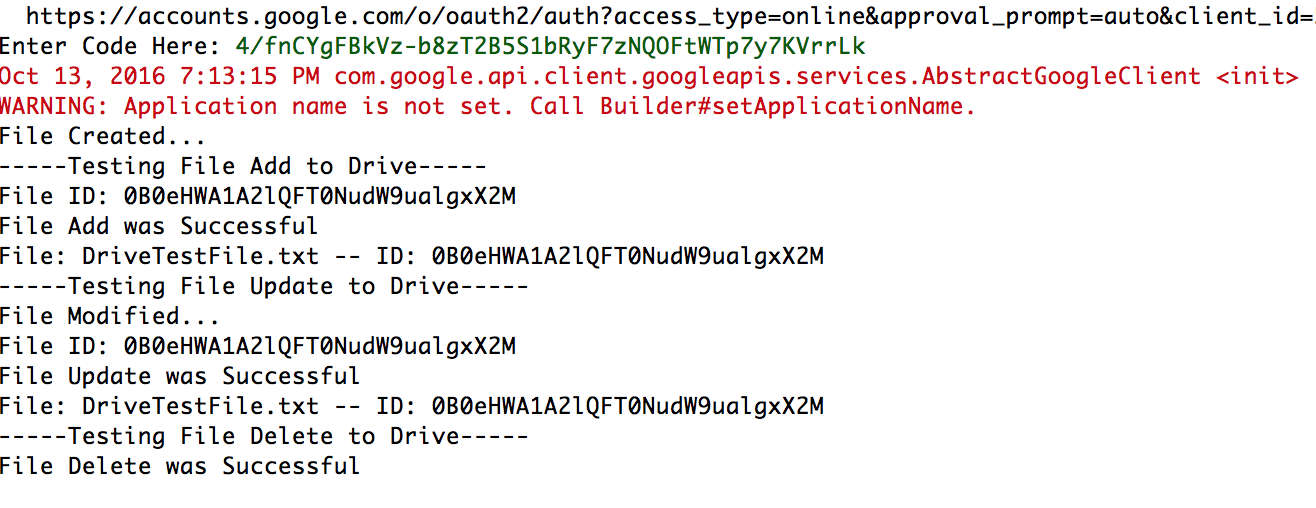 https://accounts.google.com/o/oauth2/auth?access_type=online&approval_prompt=auto&client_id=
Enter Code Here: 4/fnCYgFBkVz-b8zT2B5S1bRyF7zNQOFtWTp7y7KVrrLk
Oct 13, 2016 7:13:15 PM com.google.api.client.googleapis.services.AbstractGoogleClient <init>
WARNING: Application name is not set. Call Builder#setApplicationName.
File Created...
-----Testing File Add to Drive-----
File ID: 0B0eHWA1A2lQFT0NudW9ualgxX2M
File Add was Successful
File: DriveTestFile.txt -- ID: 0B0eHWA1A2lQFT0NudW9ualgxX2M
-----Testing File Update to Drive-----
File Modified...
File ID: 0B0eHWA1A2lQFT0NudW9ualgxX2M
File Update was Successful
File: DriveTestFile.txt -- ID: 0B0eHWA1A2lQFT0NudW9ualgxX2M
-----Testing File Delete to Drive-----
File Delete was Successful